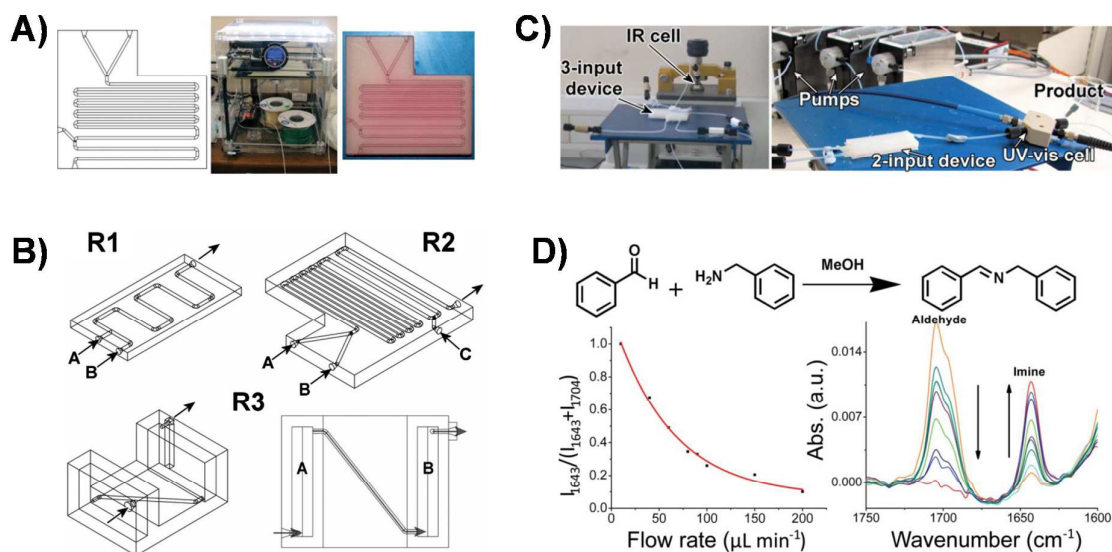 A)
B)
R1
A
B
R2
A
B
C
R3
A
B
C)
3-input
device
IR cell
Pumps
Product
2-input device
UV-vis cell
D)
O
H
+
H₂N
MeOH
N
I₁₆₄₃/(I₁₆₄₃+I₁₇₀₄)
1.0
0.8
0.6
0.4
0.2
0.0
0
50
100
150
200
Flow rate (µL min⁻¹)
Aldehyde
Imine
Abs. (a.u.)
0.014
0.007
0.000
1750
1700
1650
1600
Wavenumber (cm⁻¹)